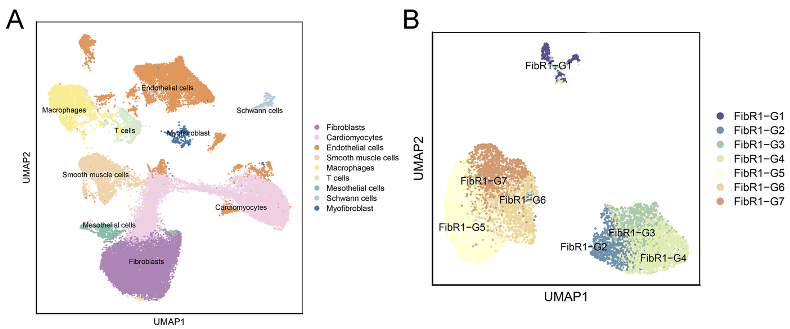 A
Endothelial cells
Macrophages
Schwann cells
T cells
Myofibroblast
Smooth muscle cells
Cardiomyocytes
Mesothelial cells
Fibroblasts
UMAP2
UMAP1
Fibroblasts
Cardiomyocytes
Endothelial cells
Smooth muscle cells
Macrophages
T cells
Mesothelial cells
Schwann cells
Myofibroblast
B
FibR1-G1
FibR1-G7
FibR1-G6
FibR1-G5
FibR1-G3
FibR1-G2
FibR1-G4
UMAP2
UMAP1
FibR1-G1
FibR1-G2
FibR1-G3
FibR1-G4
FibR1-G5
FibR1-G6
FibR1-G7